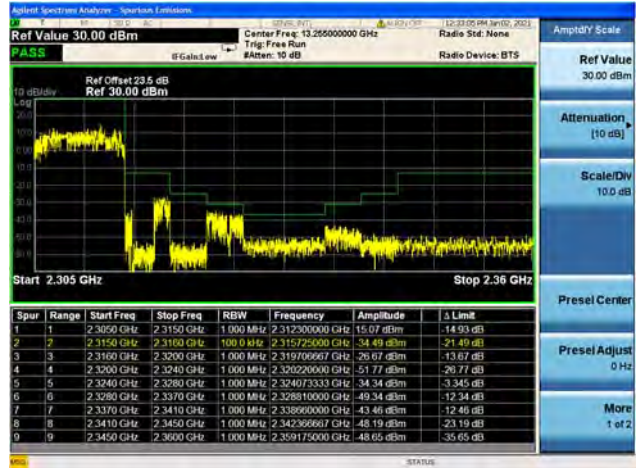 Agilent Spectrum Analyzer - Spurious Emissions
12:33:05 PM Jan 02, 2021
Ref Value 30.00 dBm
Center Freq: 13.255000000 GHz
Radio Std: None
Trig: Free Run
PASS
IFGain:Low
#Atten: 10 dB
Radio Device: BTS
Ref Offset 23.5 dB
10 dB/div
Ref 30.00 dBm
Log
Start 2.305 GHz
Stop 2.36 GHz
Spur Range Start Freq Stop Freq RBW Frequency Amplitude Δ Limit
1 1 2.3050 GHz 2.3150 GHz 1.000 MHz 2.312300000 GHz 15.07 dBm -14.93 dB
2 2 2.3150 GHz 2.3160 GHz 100.0 kHz 2.315725000 GHz -34.49 dBm -21.49 dB
3 3 2.3160 GHz 2.3200 GHz 1.000 MHz 2.319706667 GHz -26.67 dBm -13.67 dB
4 4 2.3200 GHz 2.3240 GHz 1.000 MHz 2.320220000 GHz -51.77 dBm -26.77 dB
5 5 2.3240 GHz 2.3280 GHz 1.000 MHz 2.324073333 GHz -34.34 dBm -3.345 dB
6 6 2.3280 GHz 2.3370 GHz 1.000 MHz 2.328810000 GHz -49.34 dBm -12.34 dB
7 7 2.3370 GHz 2.3410 GHz 1.000 MHz 2.338660000 GHz -43.46 dBm -12.46 dB
8 8 2.3410 GHz 2.3450 GHz 1.000 MHz 2.342366667 GHz -48.19 dBm -23.19 dB
9 9 2.3450 GHz 2.3600 GHz 1.000 MHz 2.359175000 GHz -48.65 dBm -35.65 dB
MSG
STATUS
AmptdY Scale
Ref Value
30.00 dBm
Attenuation
[10 dB]
Scale/Div
10.0 dB
Presel Center
Presel Adjust
0 Hz
More
1 of 2